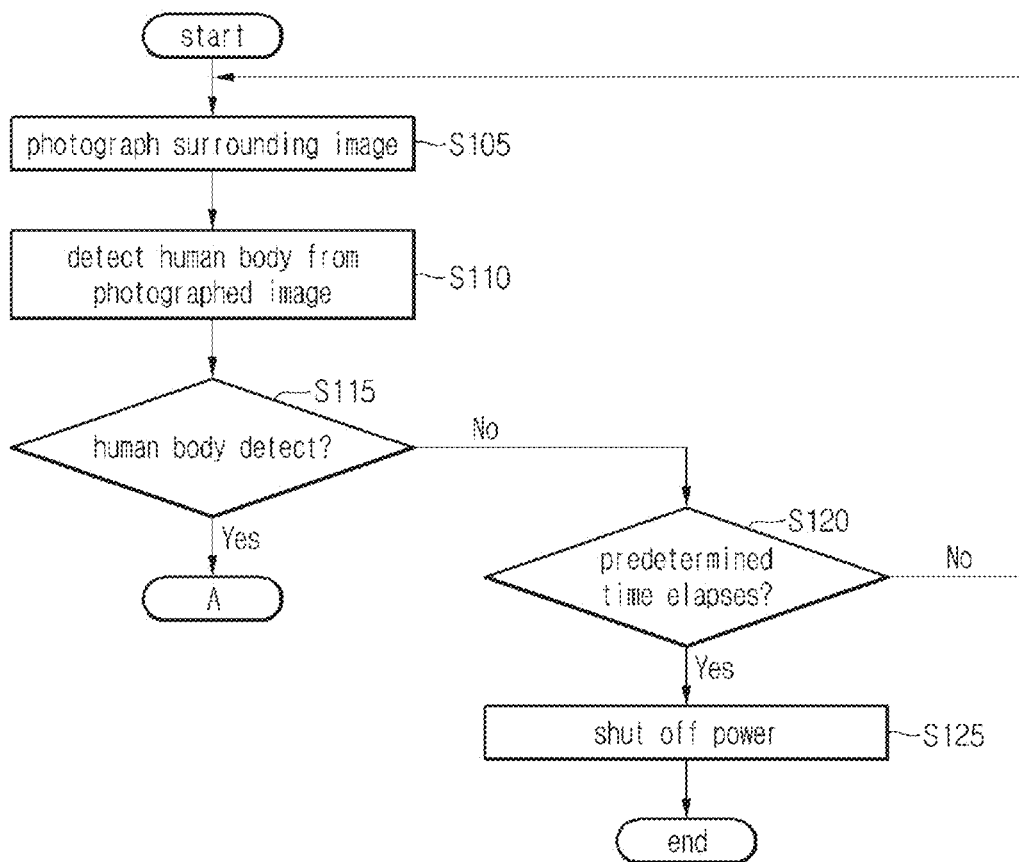 start
photograph surrounding image
S105
detect human body from
photographed image
S110
S115
human body detect?
No
Yes
A
S120
predetermined
time elapses?
No
Yes
shut off power
S125
end